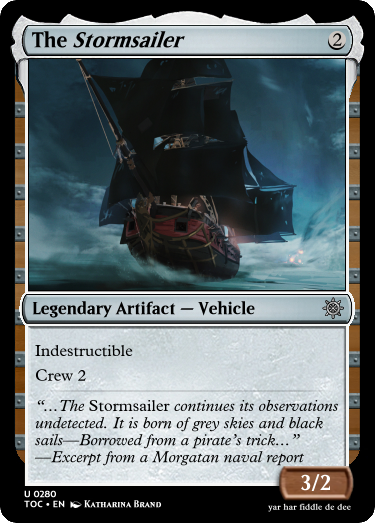 The Stormsailer 2
Legendary Artifact — Vehicle
Indestructible
Crew 2
“...The Stormsailer continues its observations
undetected. It is born of grey skies and black
sails—Borrowed from a pirate’s trick...”
—Excerpt from a Morgatan naval report
3/2
U 0280
TOC • EN Katharina Brand
yar har fiddle de dee